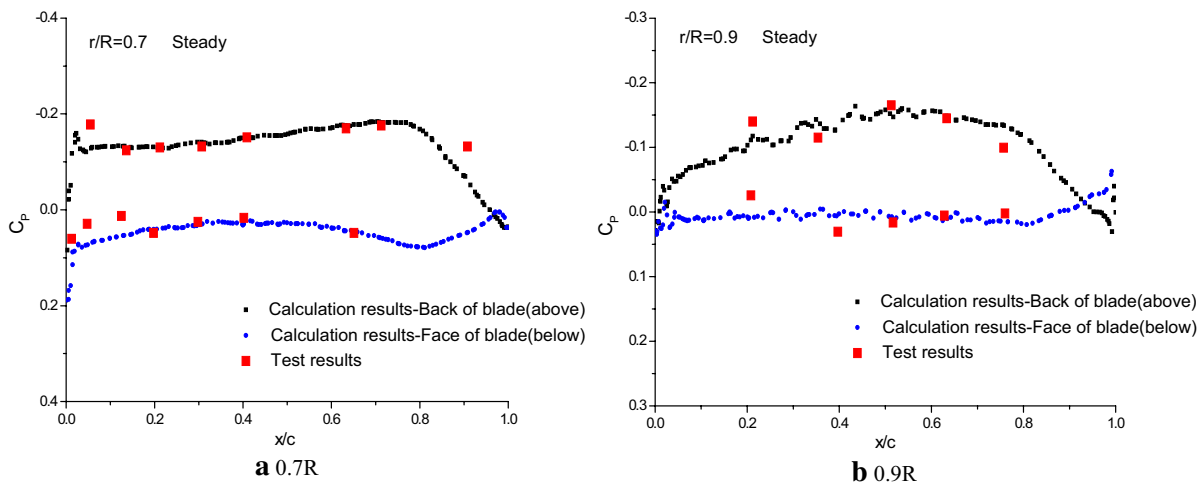 r/R=0.7 Steady
-0.4
-0.2
0.0
0.2
0.4
C_P
Calculation results-Back of blade(above)
Calculation results-Face of blade(below)
Test results
0.0 0.2 0.4 0.6 0.8 1.0
x/c
a 0.7R
r/R=0.9 Steady
-0.3
-0.2
-0.1
0.0
0.1
0.2
0.3
C_P
Calculation results-Back of blade(above)
Calculation results-Face of blade(below)
Test results
0.0 0.2 0.4 0.6 0.8 1.0
x/c
b 0.9R